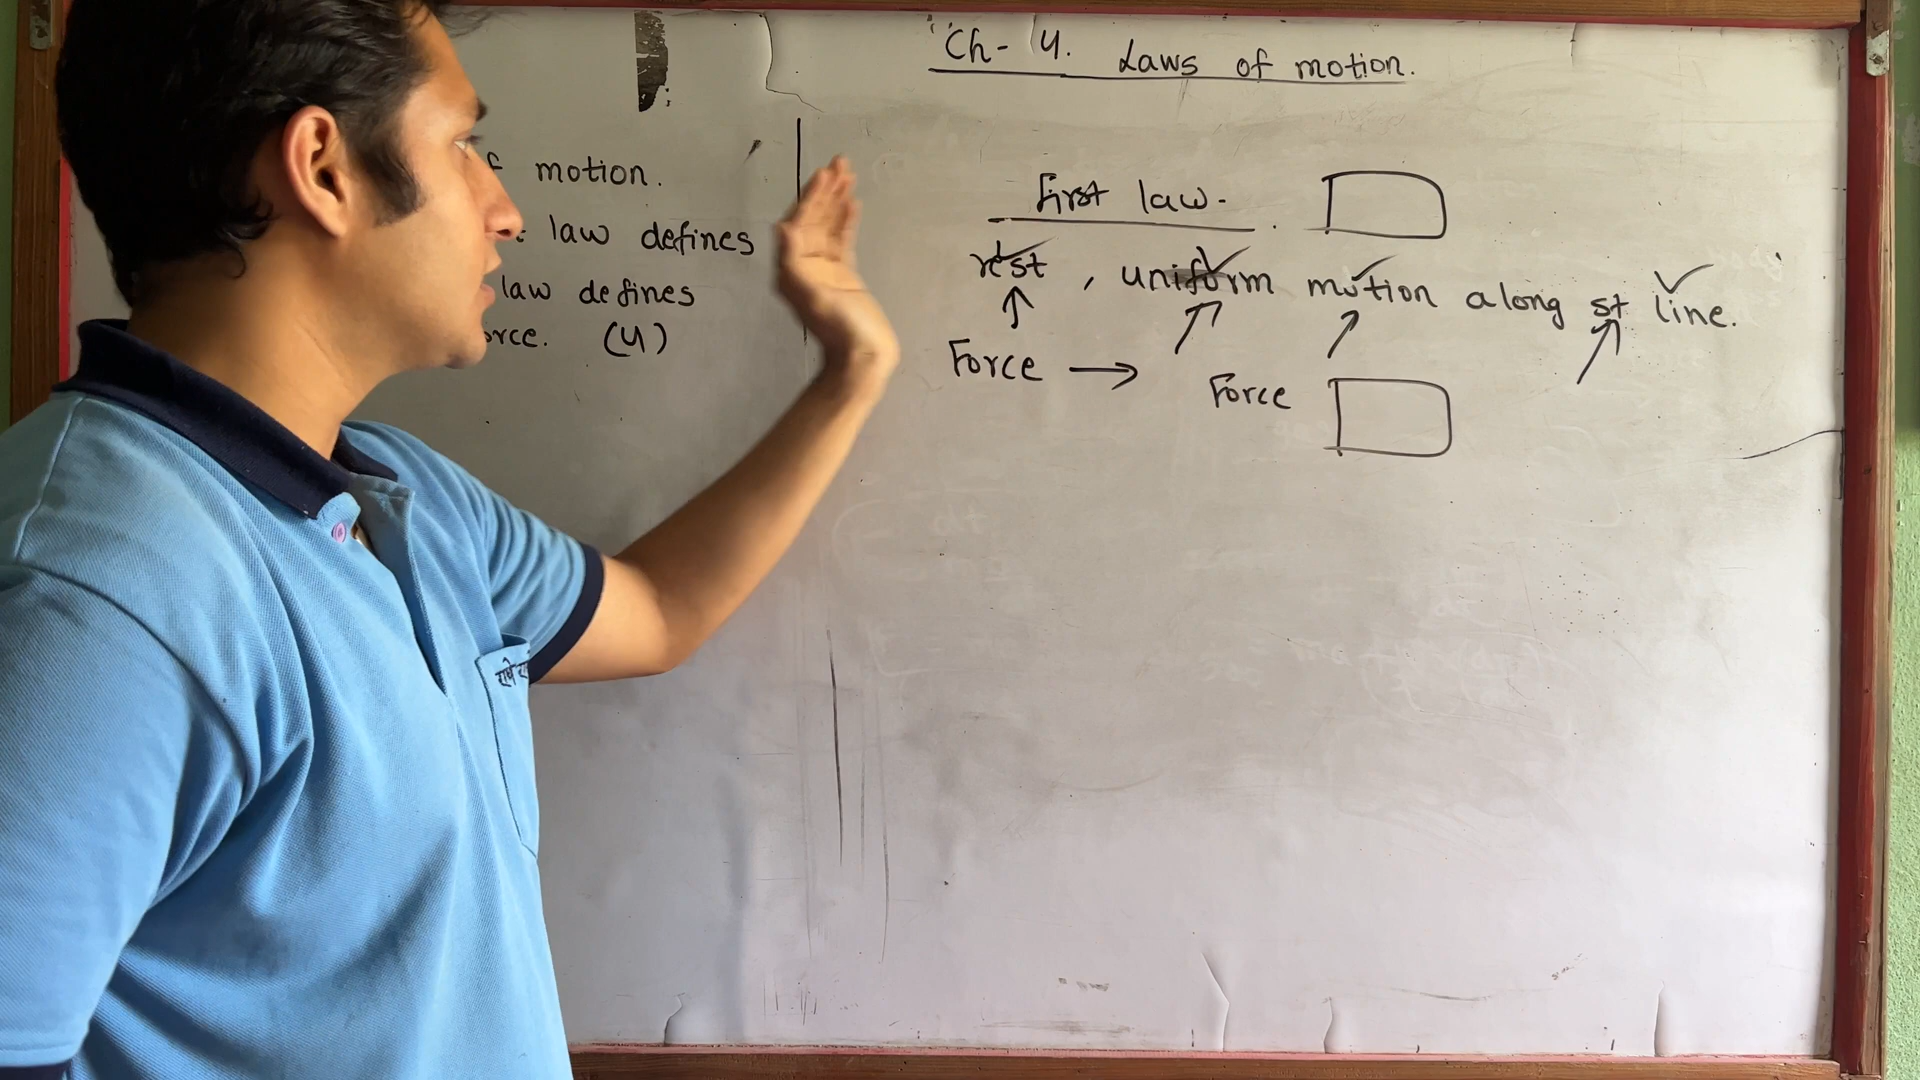 Ch- 4. Laws of motion.
motion.
law defines
law defines
(4)
First law.
rest, uniform motion along st line.
Force →
Force
राधे